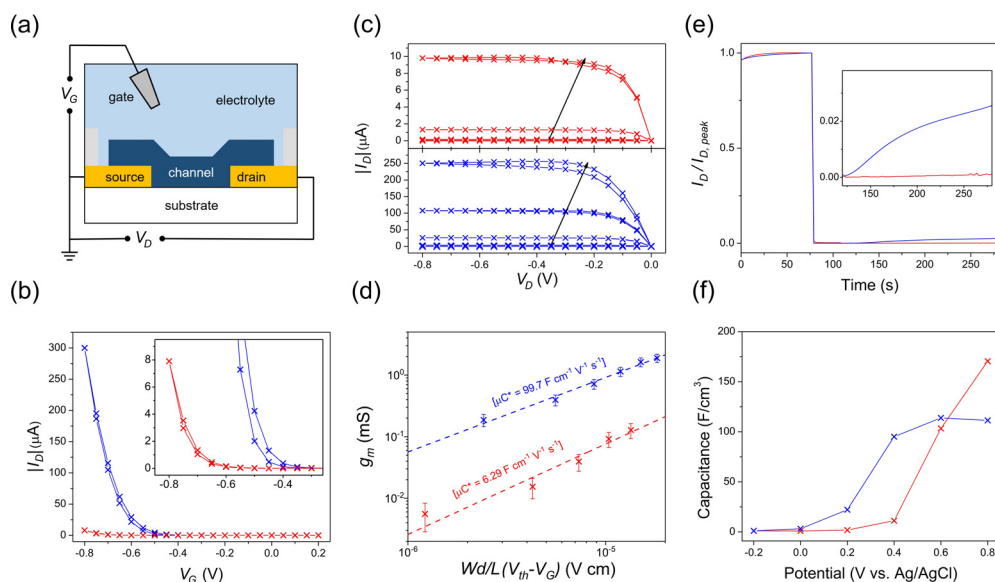 (a)
V_G
gate
electrolyte
source
channel
drain
substrate
V_D
(b)
|I_D| (μA)
300
250
200
150
100
50
0
-0.8 -0.6 -0.4 -0.2 0.0 0.2
V_G (V)
8
6
4
2
0
-0.8 -0.7 -0.6 -0.5 -0.4 -0.3
(c)
|I_D| (μA)
10
8
6
4
2
0
250
200
150
100
50
0
-0.8 -0.6 -0.4 -0.2 0.0
V_D (V)
(d)
g_m (mS)
10^0
10^-1
10^-2
[μC* = 99.7 F cm^-1 V^-1 s^-1]
[μC* = 6.29 F cm^-1 V^-1 s^-1]
10^-6 10^-5
Wd/L(V_th-V_G) (V cm)
(e)
I_D / I_D, peak
1.0
0.5
0.0
0 50 100 150 200 250
Time (s)
0.02
0.00
150 200 250
(f)
Capacitance (F/cm^3)
200
150
100
50
0
-0.2 0.0 0.2 0.4 0.6 0.8
Potential (V vs. Ag/AgCl)